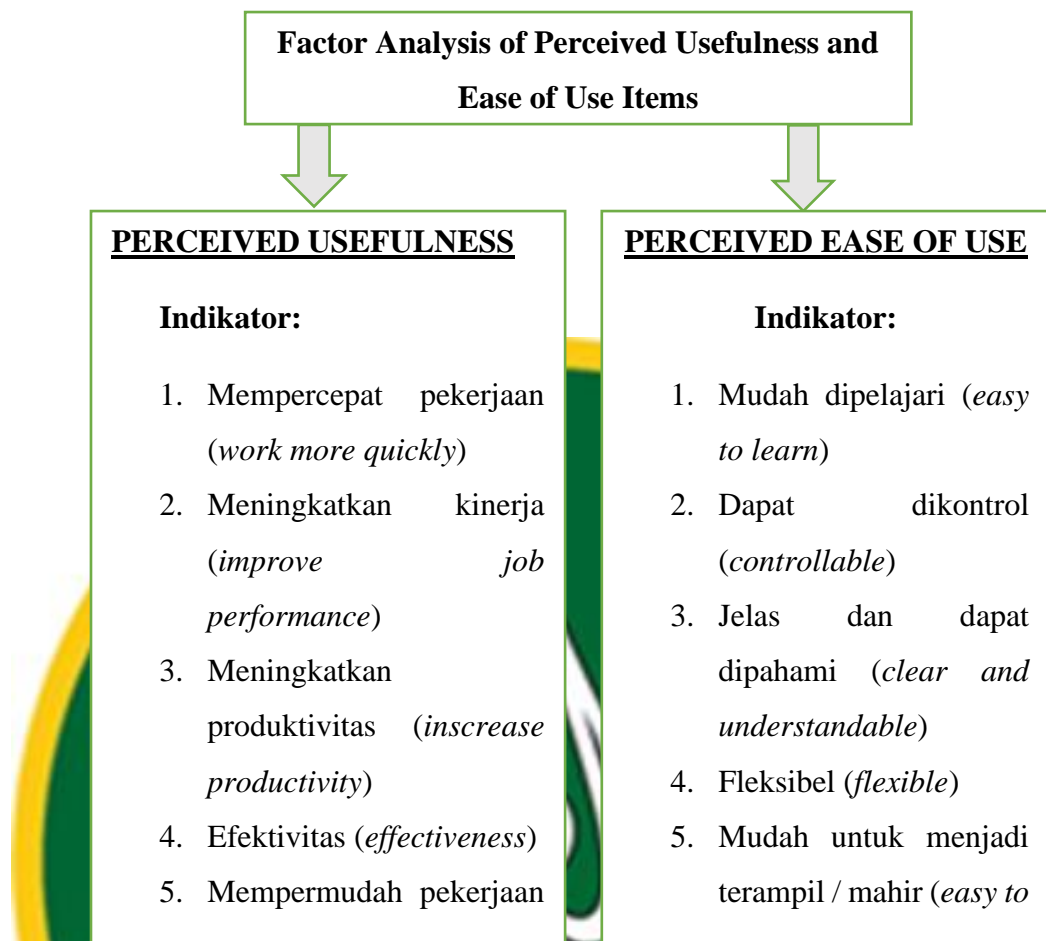 Factor Analysis of Perceived Usefulness and
Ease of Use Items
PERCEIVED USEFULNESS
Indikator:
1. Mempercepat pekerjaan
(work more quickly)
2. Meningkatkan kinerja
(improve job
performance)
3. Meningkatkan
produktivitas (inscrease
productivity)
4. Efektivitas (effectiveness)
5. Mempermudah pekerjaan
PERCEIVED EASE OF USE
Indikator:
1. Mudah dipelajari (easy
to learn)
2. Dapat dikontrol
(controllable)
3. Jelas dan dapat
dipahami (clear and
understandable)
4. Fleksibel (flexible)
5. Mudah untuk menjadi
terampil / mahir (easy to